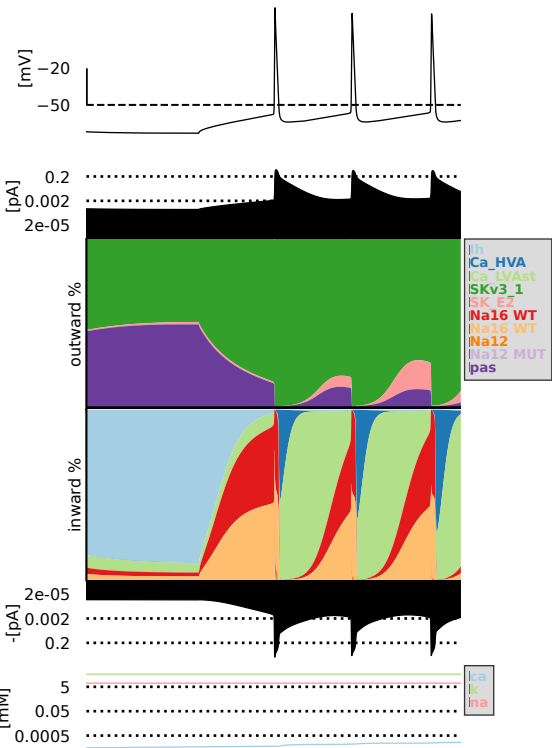 [mV]
−20
−50
[pA]
0.2
0.002
2e-05
outward %
Ih
Ca_HVA
Ca_LVAst
SKv3_1
SK_E2
Na16 WT
Na16 WT
Na12
Na12 MUT
pas
inward %
-[pA]
2e-05
0.002
0.2
[mM]
5
0.05
0.0005
ca
k
na